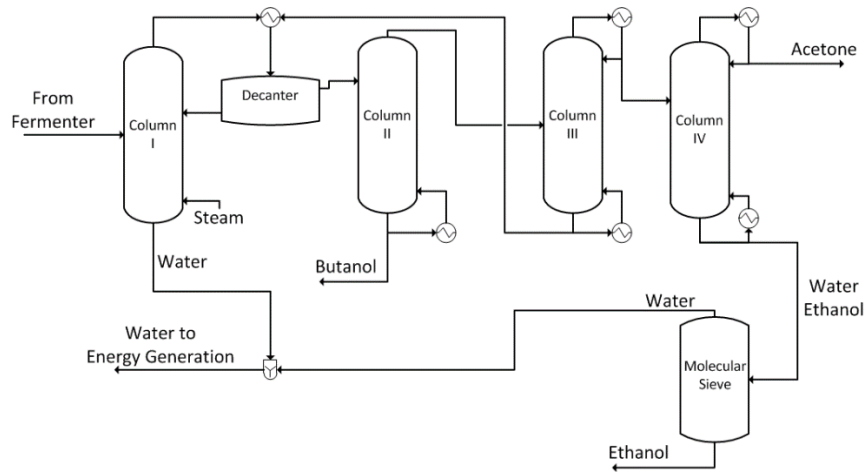 From
Fermenter
Column
I
Steam
Water
Decanter
Column
II
Butanol
Column
III
Column
IV
Acetone
Water
Ethanol
Water
Molecular
Sieve
Ethanol
Water to
Energy Generation